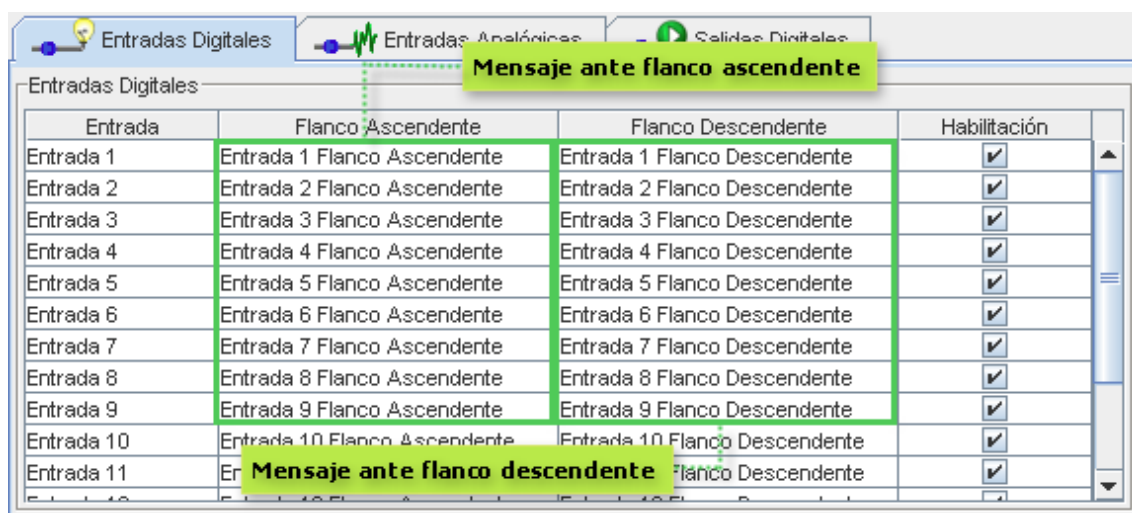 Entradas Digitales Entradas Analógicas Salidas Digitales
Mensaje ante flanco ascendente
Entradas Digitales
Entrada Flanco Ascendente Flanco Descendente Habilitación
Entrada 1 Entrada 1 Flanco Ascendente Entrada 1 Flanco Descendente
Entrada 2 Entrada 2 Flanco Ascendente Entrada 2 Flanco Descendente
Entrada 3 Entrada 3 Flanco Ascendente Entrada 3 Flanco Descendente
Entrada 4 Entrada 4 Flanco Ascendente Entrada 4 Flanco Descendente
Entrada 5 Entrada 5 Flanco Ascendente Entrada 5 Flanco Descendente
Entrada 6 Entrada 6 Flanco Ascendente Entrada 6 Flanco Descendente
Entrada 7 Entrada 7 Flanco Ascendente Entrada 7 Flanco Descendente
Entrada 8 Entrada 8 Flanco Ascendente Entrada 8 Flanco Descendente
Entrada 9 Entrada 9 Flanco Ascendente Entrada 9 Flanco Descendente
Entrada 10 Entrada 10 Flanco Ascendente Entrada 10 Flanco Descendente
Entrada 11 Flanco Descendente
Mensaje ante flanco descendente